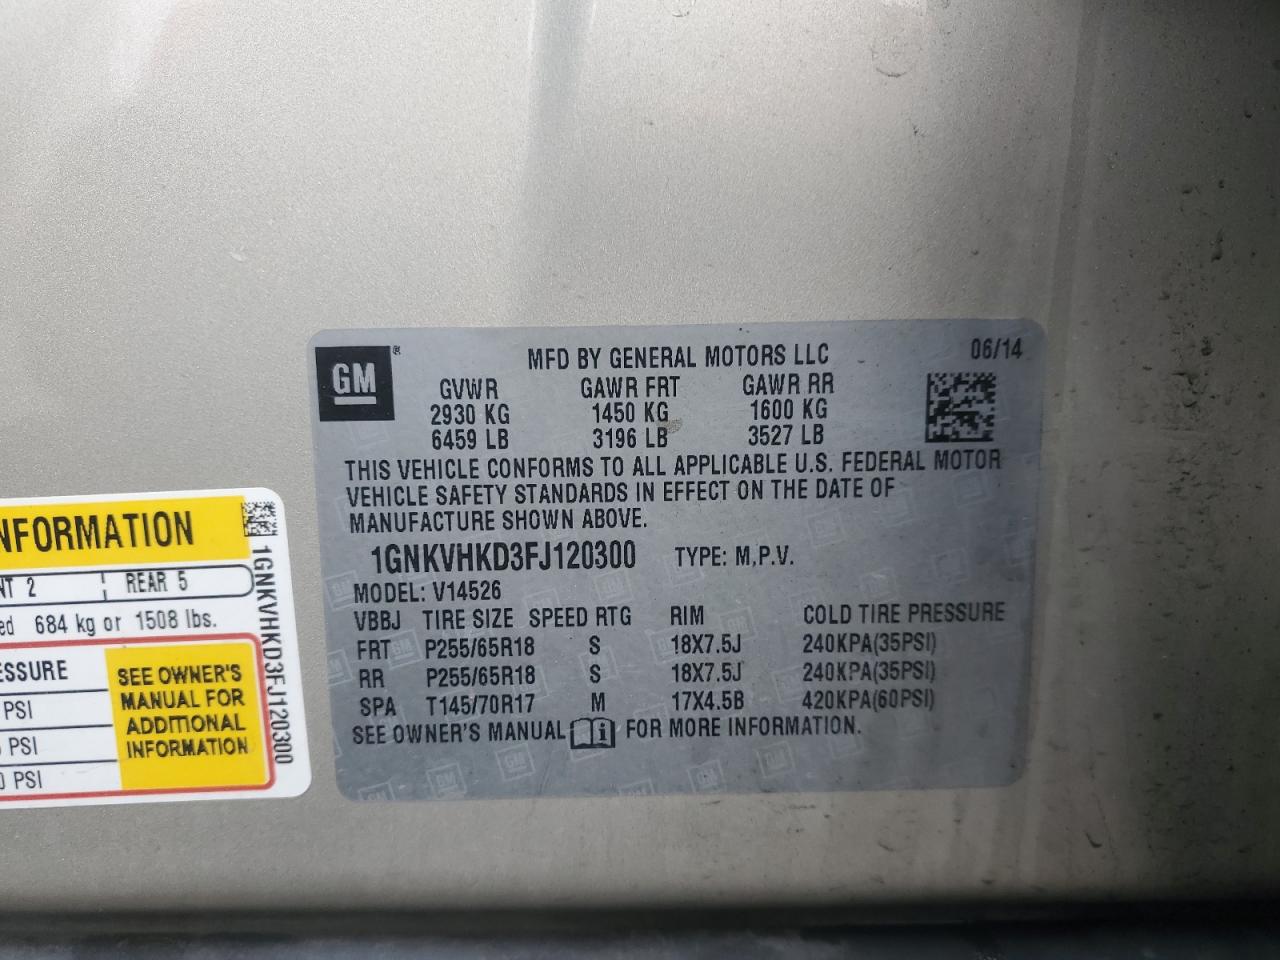 GM ®
MFD BY GENERAL MOTORS LLC 06/14
GVWR GAWR FRT GAWR RR
2930 KG 1450 KG 1600 KG
6459 LB 3196 LB 3527 LB
THIS VEHICLE CONFORMS TO ALL APPLICABLE U.S. FEDERAL MOTOR
VEHICLE SAFETY STANDARDS IN EFFECT ON THE DATE OF
MANUFACTURE SHOWN ABOVE.
1GNKVHKD3FJ120300 TYPE: M.P.V.
MODEL: V14526
VBBJ TIRE SIZE SPEED RTG RIM COLD TIRE PRESSURE
FRT P255/65R18 S 18X7.5J 240KPA(35PSI)
RR P255/65R18 S 18X7.5J 240KPA(35PSI)
SPA T145/70R17 M 17X4.5B 420KPA(60PSI)
SEE OWNER'S MANUAL FOR MORE INFORMATION.
NFORMATION
NT 2 REAR 5
ed 684 kg or 1508 lbs.
ESSURE
PSI
PSI
0 PSI
SEE OWNER'S
MANUAL FOR
ADDITIONAL
INFORMATION
1GNKVHKD3FJ120300